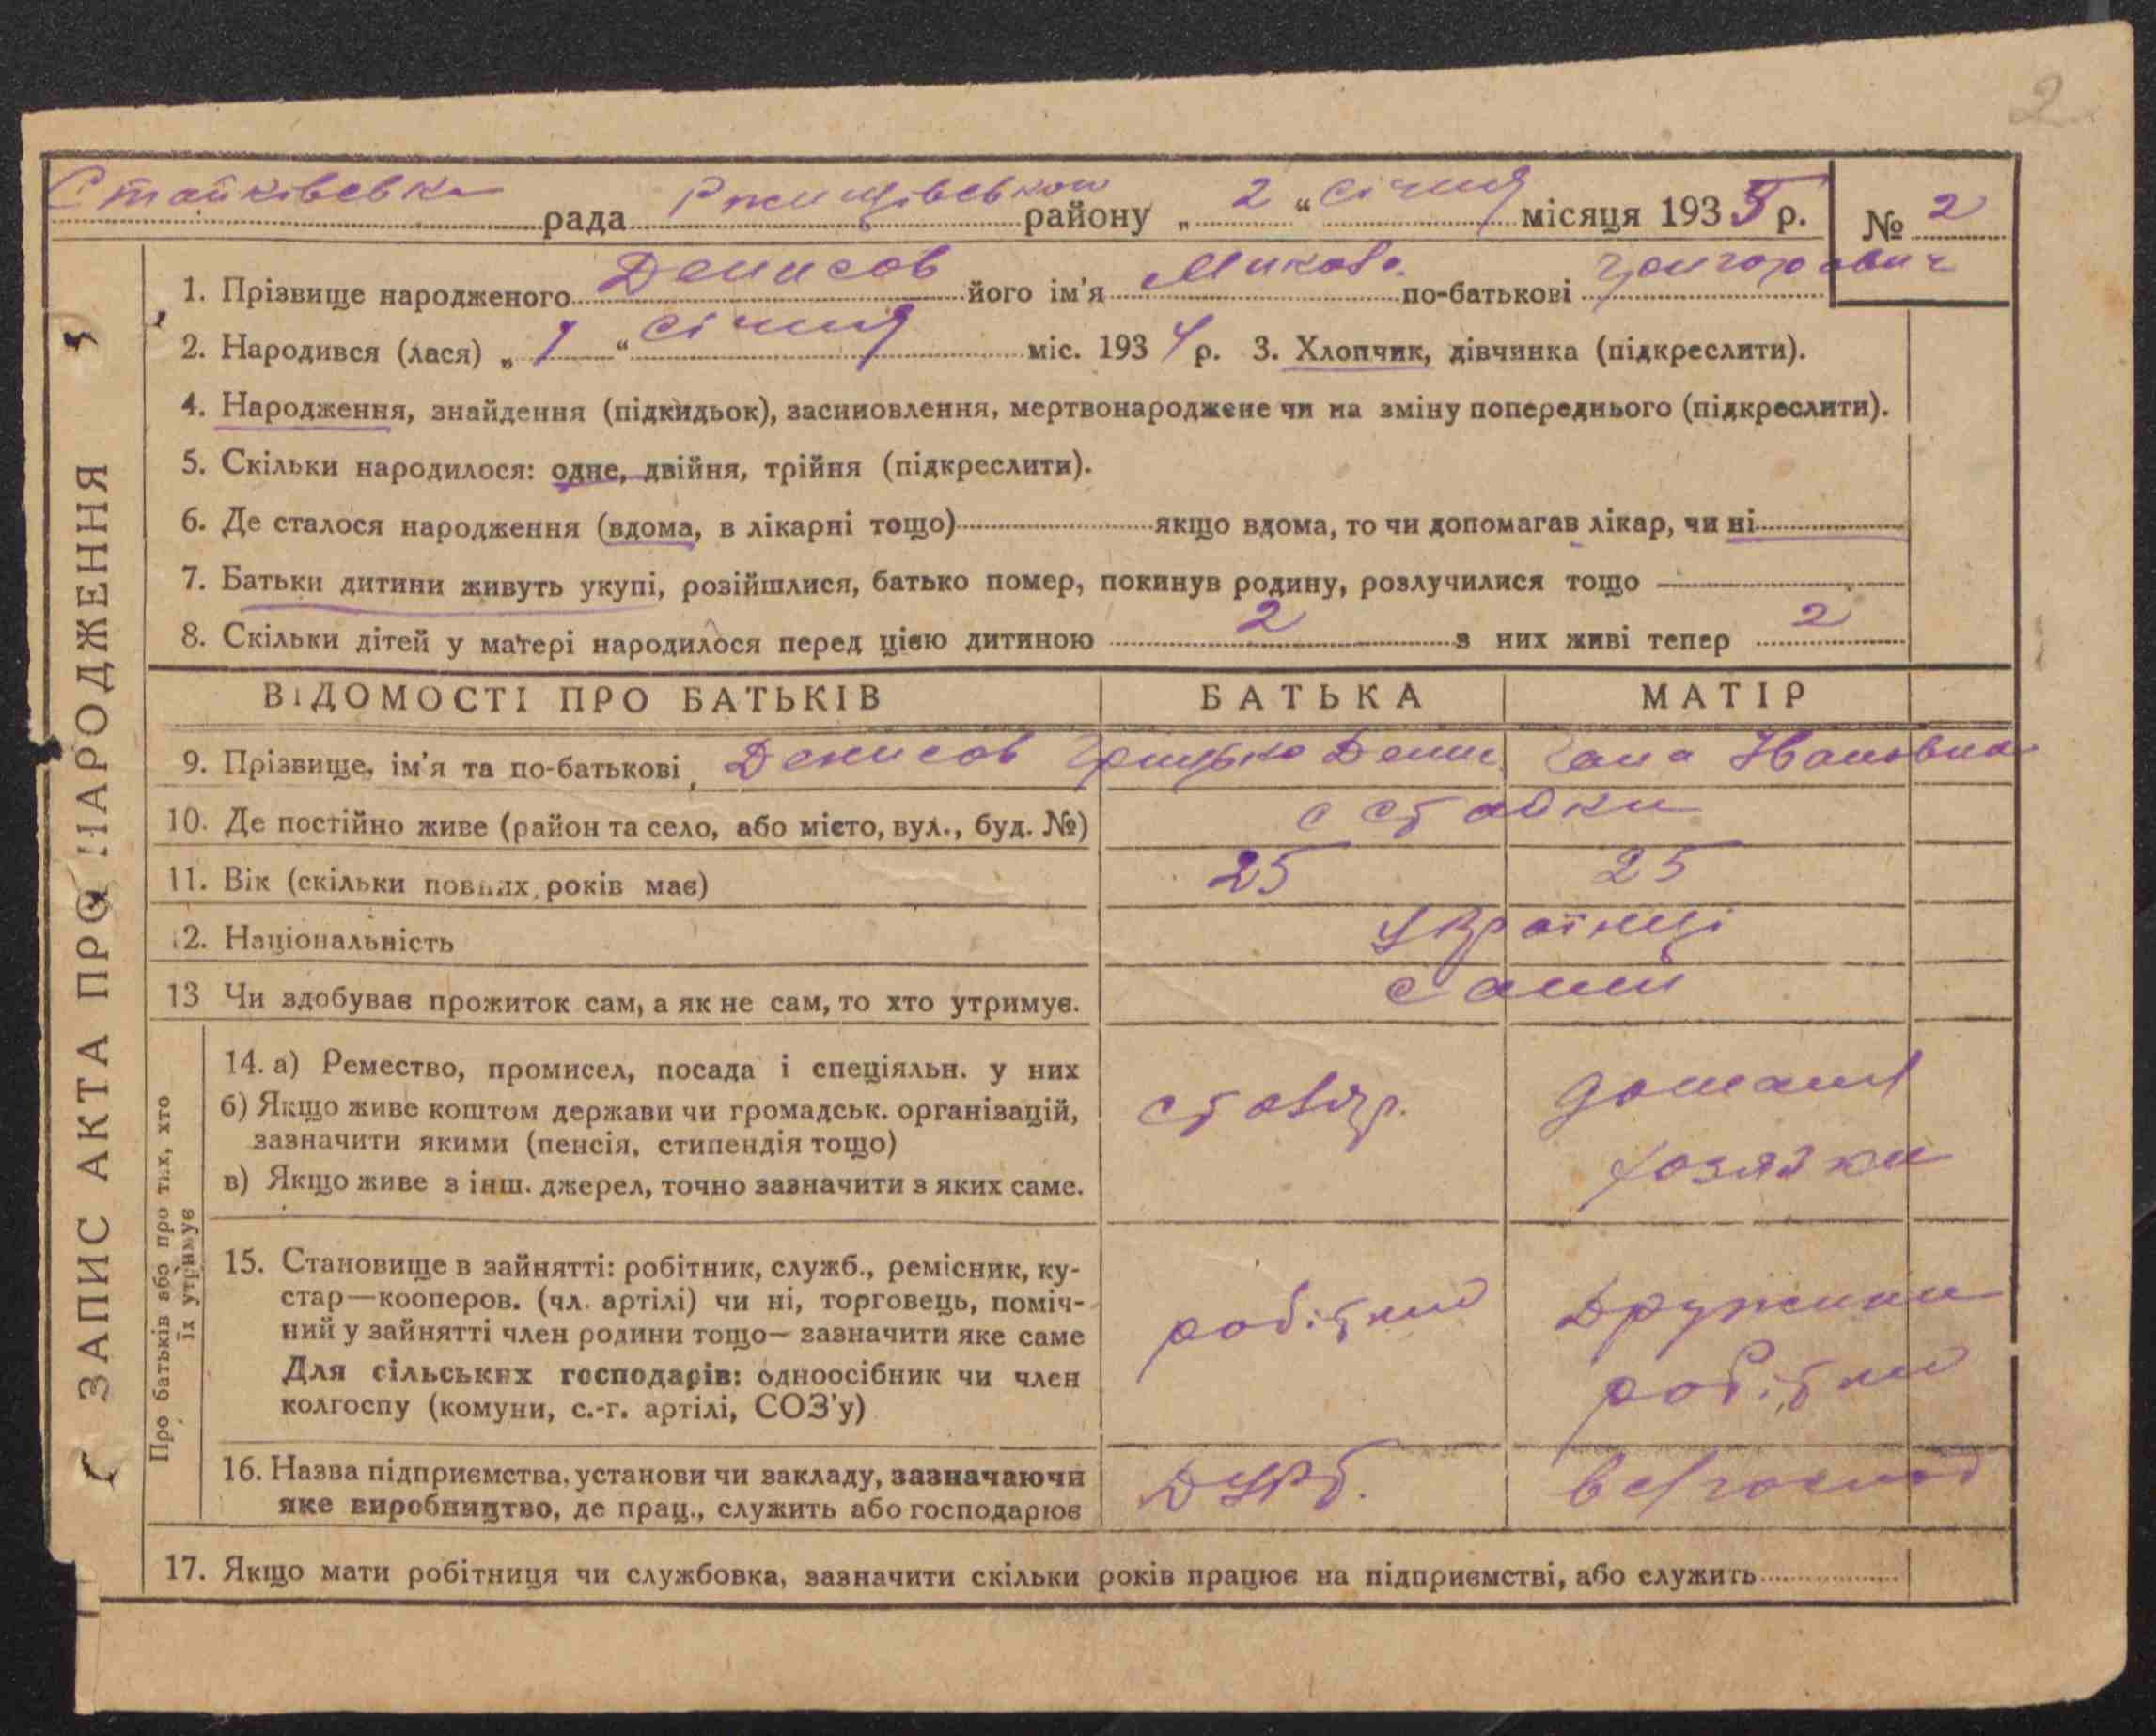 2
Стайківська рада Ржищівськой району „ 2 “ січня місяця 1935 р. № 2
1. Прізвище народженого Денисов його ім'я Микола по-батькові Григорович
2. Народився (лася) „ 1 “ січня міс. 1934 р. 3. Хлопчик, дівчинка (підкреслити).
4. Народження, знайдення (підкидьок), засиновлення, мертвонароджене чи на зміну попереднього (підкреслити).
5. Скільки народилося: одне, двійня, трійня (підкреслити).
6. Де сталося народження (вдома, в лікарні тощо) якщо вдома, то чи допомагав лікар, чи ні
7. Батьки дитини живуть укупі, розійшлися, батько помер, покинув родину, розлучилися тощо
8. Скільки дітей у матері народилося перед цією дитиною 2 з них живі тепер 2
ВІДОМОСТІ ПРО БАТЬКІВ БАТЬКА МАТІР
9. Прізвище, ім'я та по-батькові Денисов Грицько Денис. Гана Івановна
10. Де постійно живе (район та село, або місто, вул., буд. №) с Стайки
11. Вік (скільки повних років має) 25 25
12. Національність Українці
13 Чи здобуває прожиток сам, а як не сам, то хто утримує. сами
14. а) Ремество, промисел, посада і спеціяльн. у них
б) Якщо живе коштом держави чи громадськ. організацій,
зазначити якими (пенсія, стипендія тощо)
в) Якщо живе з інш. джерел, точно зазначити з яких саме.
столяр. домашня
хозяйка
15. Становище в зайнятті: робітник, служб., ремісник, ку-
стар—кооперов. (чл. артілі) чи ні, торговець, поміч-
ний у зайнятті член родини тощо— зазначити яке саме
Для сільських господарів: одноосібник чи член
колгоспу (комуни, с.-г. артілі, СОЗ'у)
робітник Дружина
робітник
16. Назва підприємства, установи чи закладу, зазначаючи
яке виробництво, де прац., служить або господарює
17. Якщо мати робітниця чи службовка, зазначити скільки років працює на підприємстві, або служить
ЗАПИС АКТА ПРО НАРОДЖЕННЯ
Про батьків або про тих, хто
їх утримує